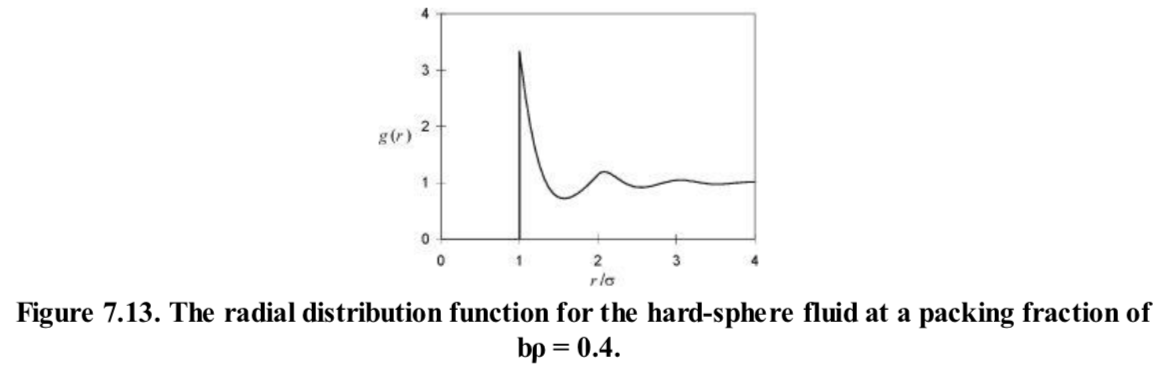 4
3
g(r) 2
1
0
0 1 2 3 4
r/σ
Figure 7.13. The radial distribution function for the hard-sphere fluid at a packing fraction of
bρ = 0.4.